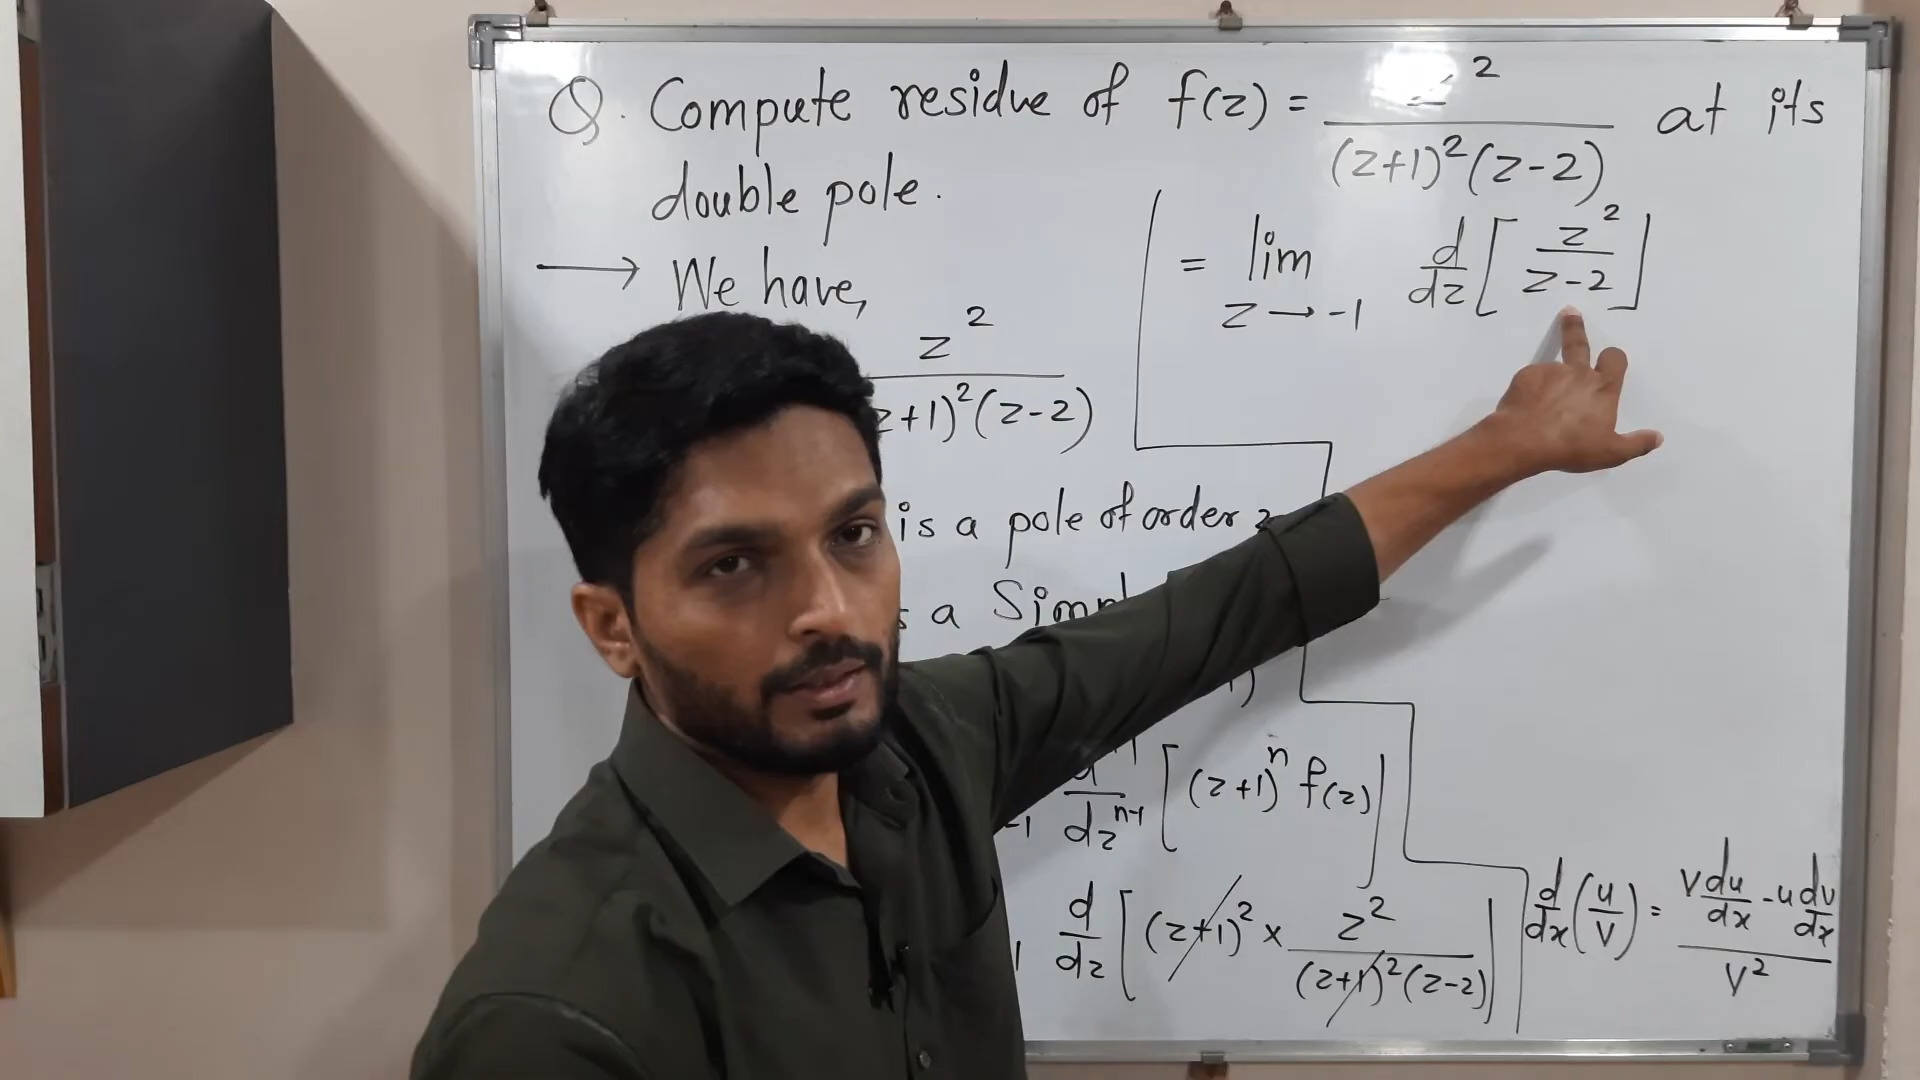 Q. Compute residue of f(z) = z² / (z+1)²(z-2) at its
double pole.
→ We have,
z² / z+1)²(z-2)
is a pole of order 2
a Simpl
dz^n-1 [(z+1)^n f(z)]
d/dz [(z+1)² × z² / (z+1)²(z-2)]
= lim z→-1 d/dz [z² / z-2]
d/dx (u/v) = v du/dx - u dv/dx / v²